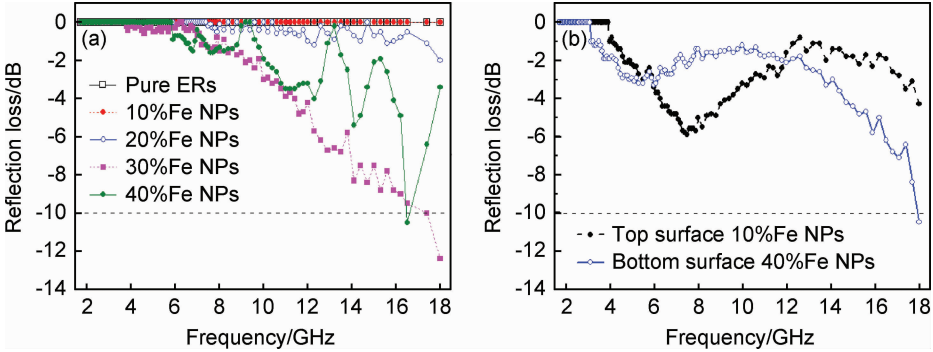 0
-2
-4
-6
-8
-10
-12
-14
Reflection loss/dB
(a)
Pure ERs
10%Fe NPs
20%Fe NPs
30%Fe NPs
40%Fe NPs
2 4 6 8 10 12 14 16 18
Frequency/GHz
0
-2
-4
-6
-8
-10
-12
-14
Reflection loss/dB
(b)
Top surface 10%Fe NPs
Bottom surface 40%Fe NPs
2 4 6 8 10 12 14 16 18
Frequency/GHz